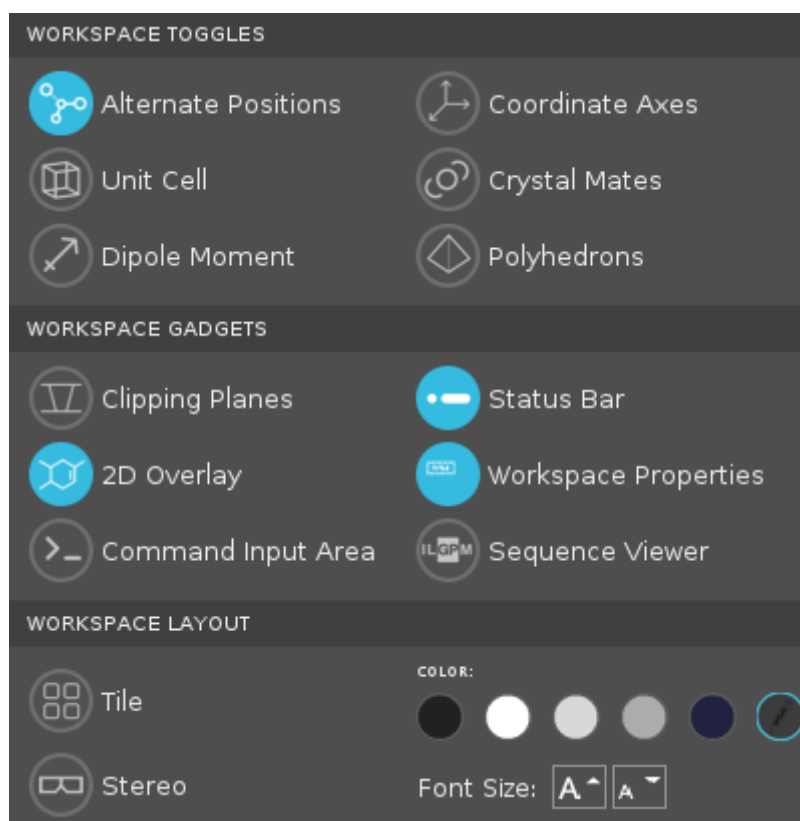 WORKSPACE TOGGLES
Alternate Positions
Coordinate Axes
Unit Cell
Crystal Mates
Dipole Moment
Polyhedrons
WORKSPACE GADGETS
Clipping Planes
Status Bar
2D Overlay
Workspace Properties
Command Input Area
ILGPM
Sequence Viewer
WORKSPACE LAYOUT
Tile
COLOR:
Stereo
Font Size: A A